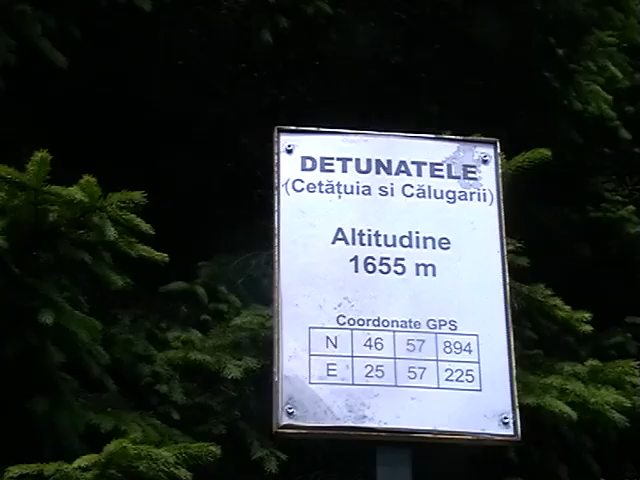 DETUNATELE
(Cetățuia si Călugarii)
Altitudine
1655 m
Coordonate GPS
N 46 57 894
E 25 57 225